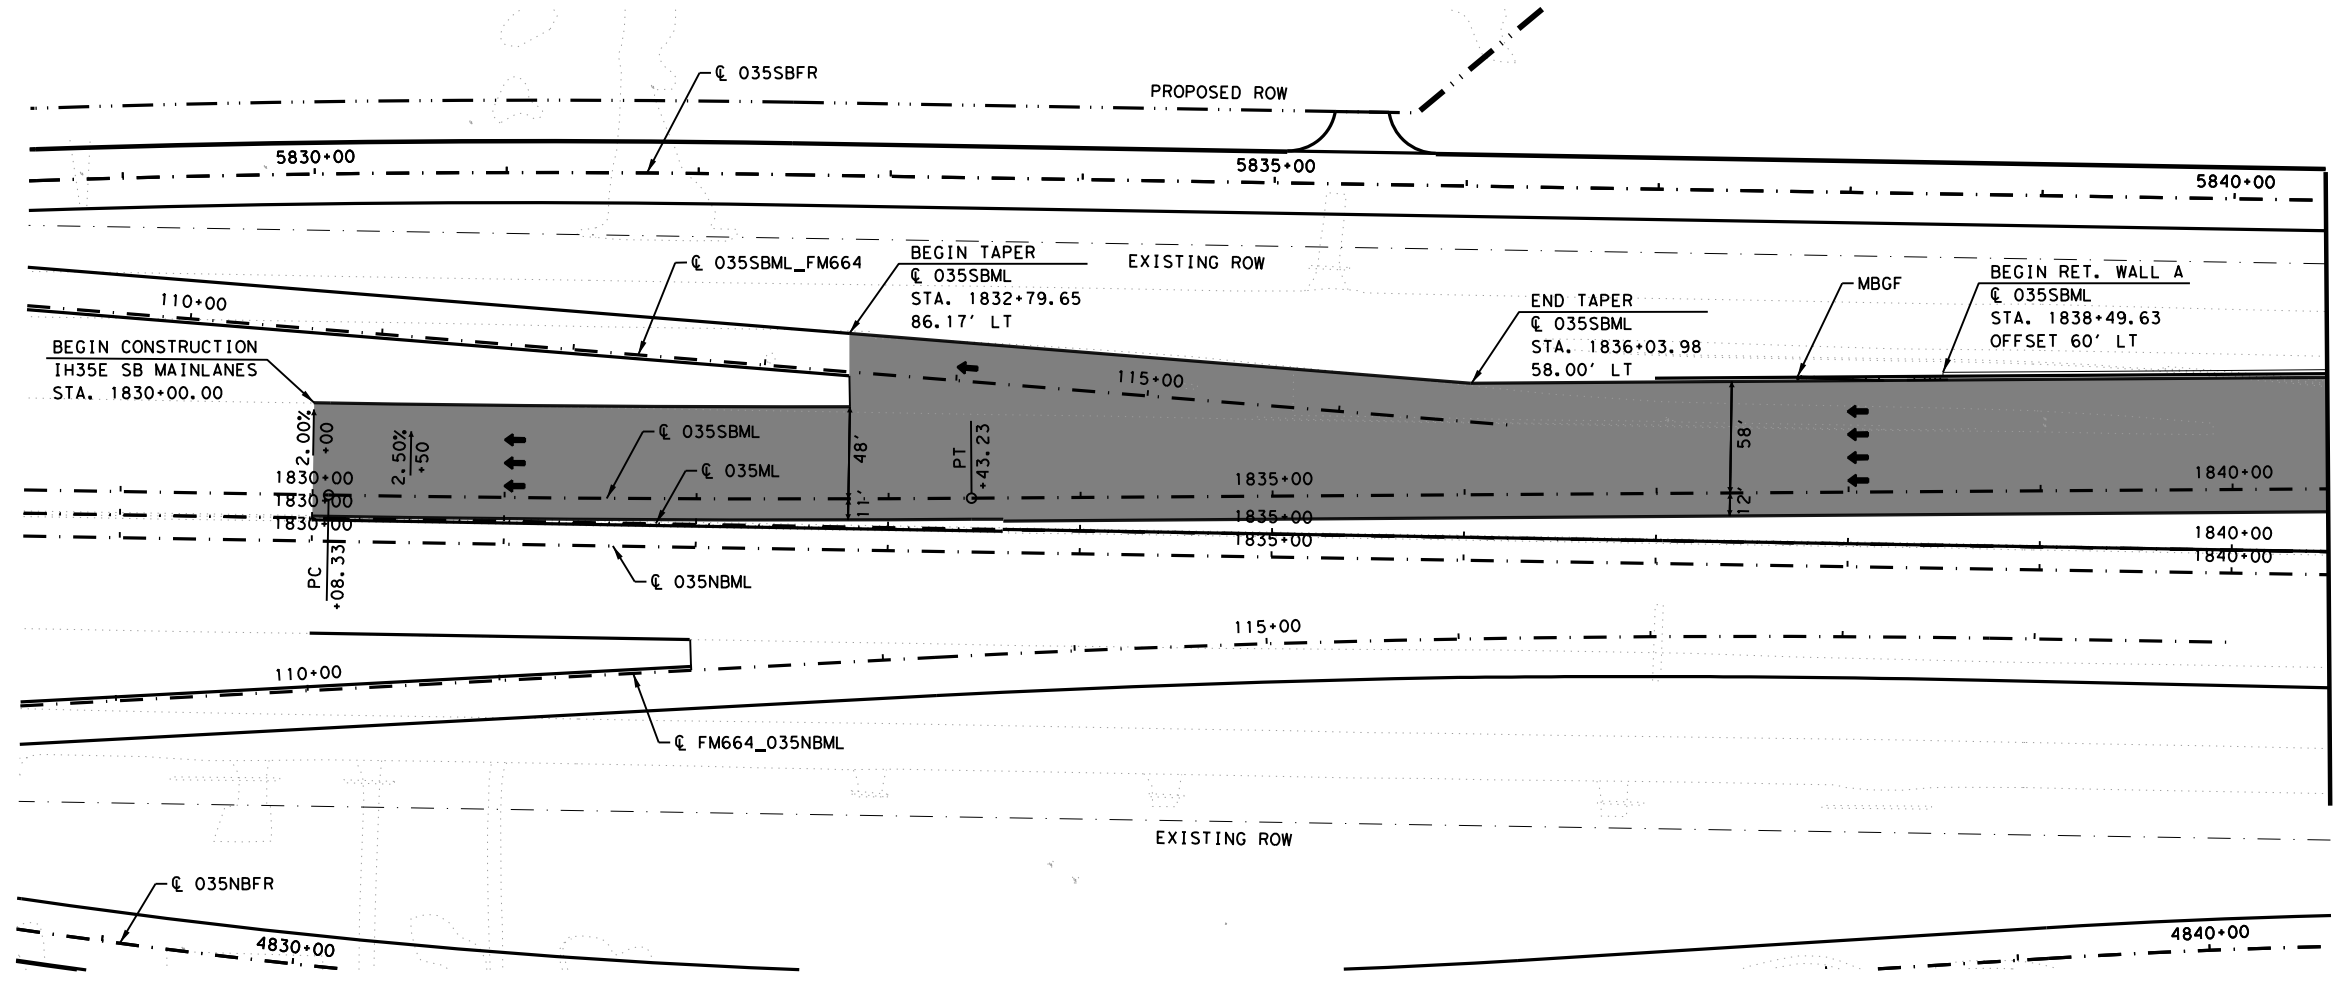 ℄ 035SBFR
PROPOSED ROW
5830+00
5835+00
5840+00
℄ 035SBML_FM664
BEGIN TAPER
℄ 035SBML
STA. 1832+79.65
86.17' LT
EXISTING ROW
110+00
END TAPER
℄ 035SBML
STA. 1836+03.98
58.00' LT
MBGF
BEGIN RET. WALL A
℄ 035SBML
STA. 1838+49.63
OFFSET 60' LT
BEGIN CONSTRUCTION
IH35E SB MAINLANES
STA. 1830+00.00
115+00
2.00%
+00
2.50%
+50
℄ 035SBML
℄ 035ML
48'
11'
PT
+43.23
58'
12'
1830+00
1830+00
1830+00
1835+00
1835+00
1835+00
1840+00
1840+00
1840+00
PC
+08.33
℄ 035NBML
115+00
110+00
℄ FM664_035NBML
EXISTING ROW
℄ 035NBFR
4830+00
4840+00